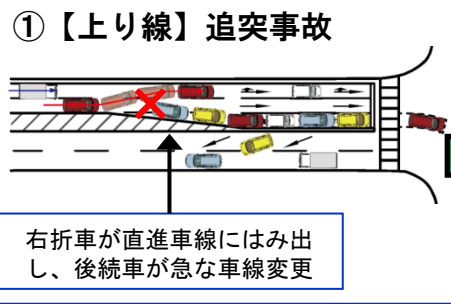 ①【上り線】追突事故
右折車が直進車線にはみ出
し、後続車が急な車線変更